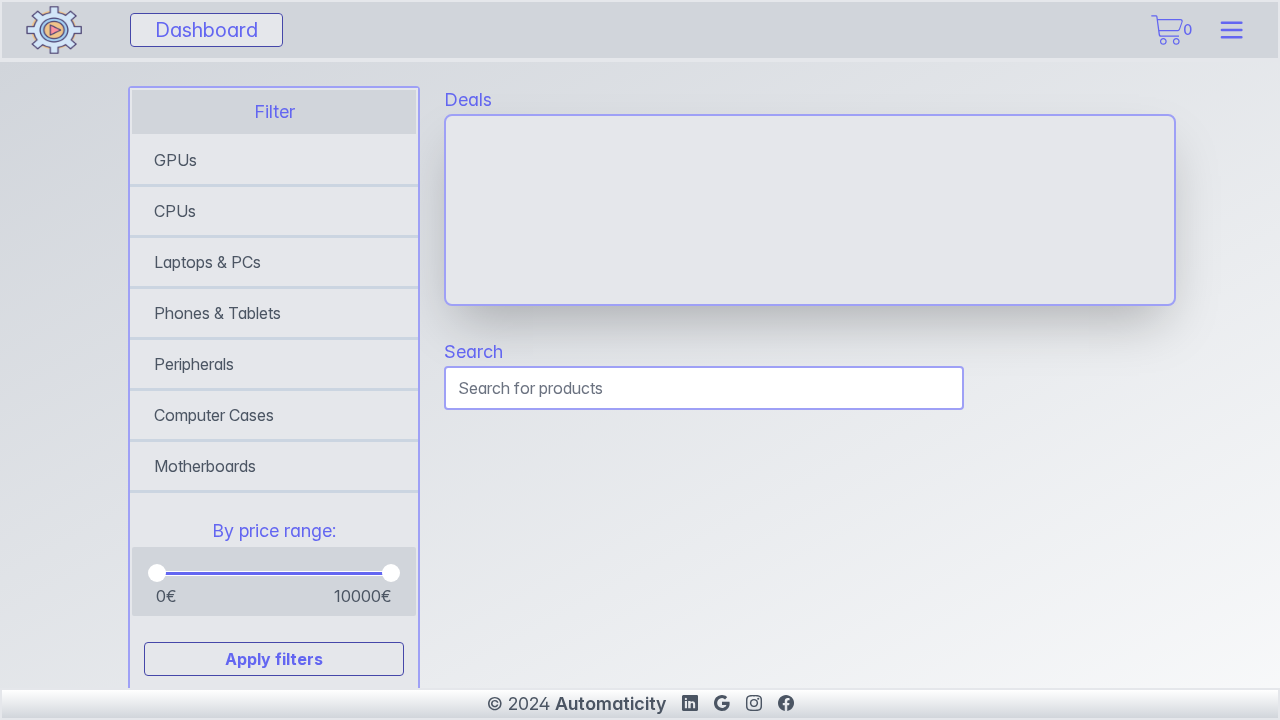 Dashboard
0
Filter
GPUs
CPUs
Laptops & PCs
Phones & Tablets
Peripherals
Computer Cases
Motherboards
By price range:
0€ 10000€
Apply filters
Deals
Search
Search for products
© 2024 Automaticity